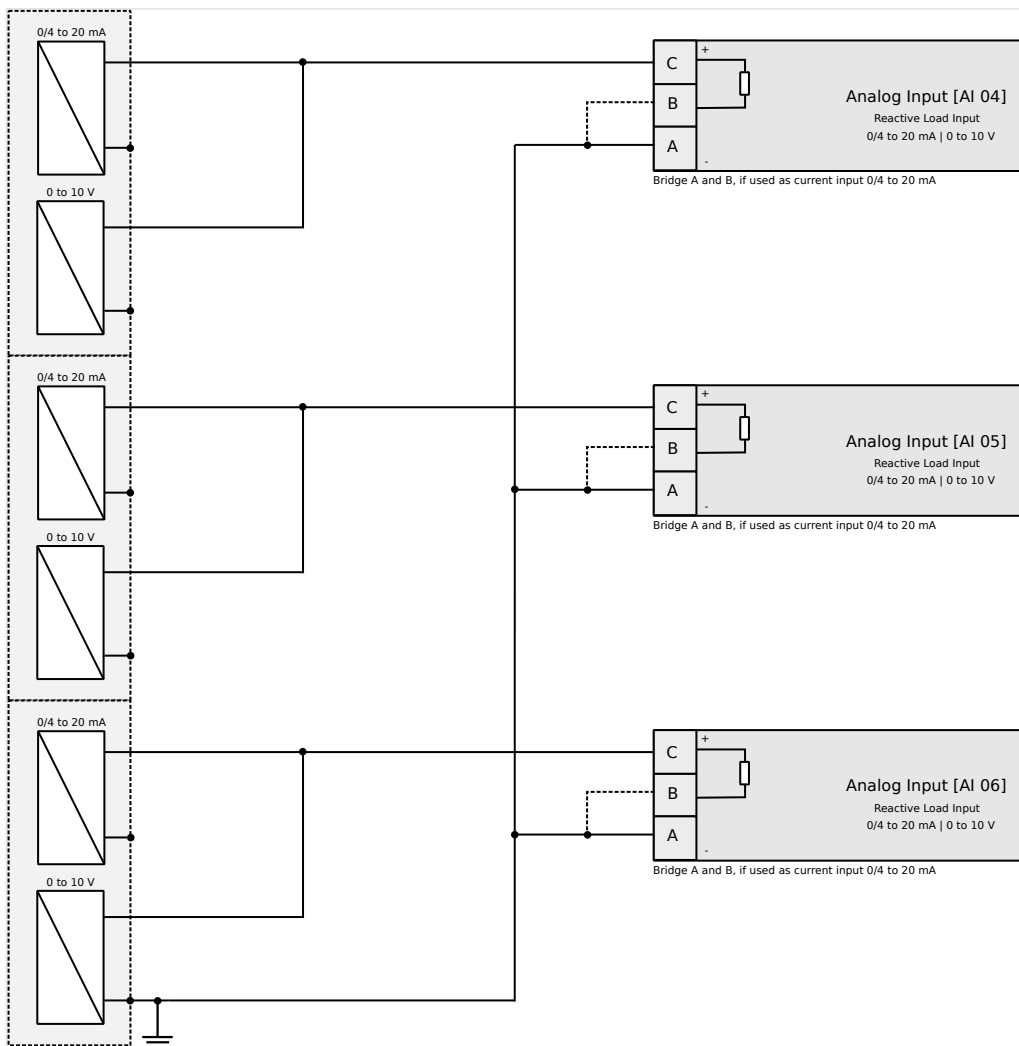 0/4 to 20 mA
0 to 10 V
+
C
B
A
-
Analog Input [AI 04]
Reactive Load Input
0/4 to 20 mA | 0 to 10 V
Bridge A and B, if used as current input 0/4 to 20 mA
0/4 to 20 mA
0 to 10 V
+
C
B
A
-
Analog Input [AI 05]
Reactive Load Input
0/4 to 20 mA | 0 to 10 V
Bridge A and B, if used as current input 0/4 to 20 mA
0/4 to 20 mA
0 to 10 V
+
C
B
A
-
Analog Input [AI 06]
Reactive Load Input
0/4 to 20 mA | 0 to 10 V
Bridge A and B, if used as current input 0/4 to 20 mA